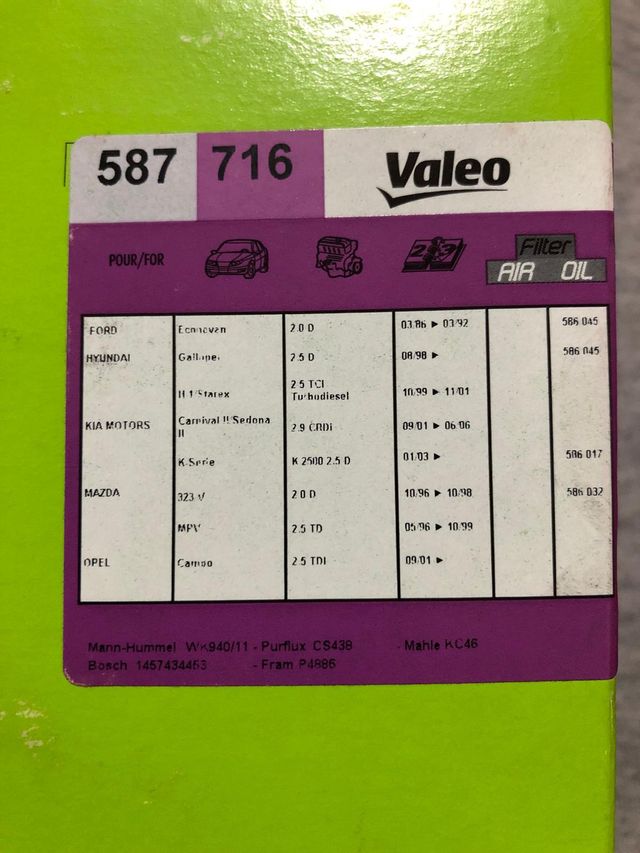 587 716 Valeo
POUR/FOR 2 3 Filter
AIR OIL
FORD Econovan 2.0 D 03/86 ► 03/92 586 045
HYUNDAI Galloper 2.5 D 08/98 ► 586 045
H 1/Starex 2.5 TCI Turbodiesel 10/99 ► 11/01
KIA MOTORS Carnival II/Sedona II 2.9 CRDi 09/01 ► 06/06
K-Serie K 2500 2.5 D 01/03 ► 586 017
MAZDA 323 V 2.0 D 10/96 ► 10/98 586 032
MPV 2.5 TD 05/96 ► 10/99
OPEL Campo 2.5 TDI 09/01 ►
Mann-Hummel WK940/11 - Purflux CS438 - Mahle KC46
Bosch 1457434453 - Fram P4886